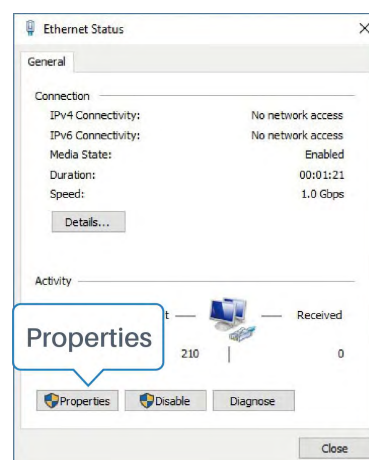 Ethernet Status
General
Connection
IPv4 Connectivity: No network access
IPv6 Connectivity: No network access
Media State: Enabled
Duration: 00:01:21
Speed: 1.0 Gbps
Details...
Activity
Received
Properties
210 0
Properties Disable Diagnose
Close